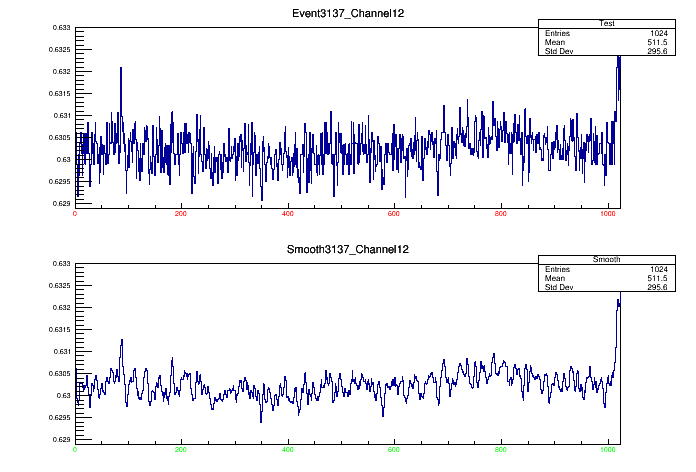 Event3137_Channel12
Test
Entries 1024
Mean 511.5
Std Dev 295.6
0.633
0.6325
0.632
0.6315
0.631
0.6305
0.63
0.6295
0.629
0 200 400 600 800 1000
Smooth3137_Channel12
Smooth
Entries 1024
Mean 511.5
Std Dev 295.6
0.633
0.6325
0.632
0.6315
0.631
0.6305
0.63
0.6295
0.629
0 200 400 600 800 1000